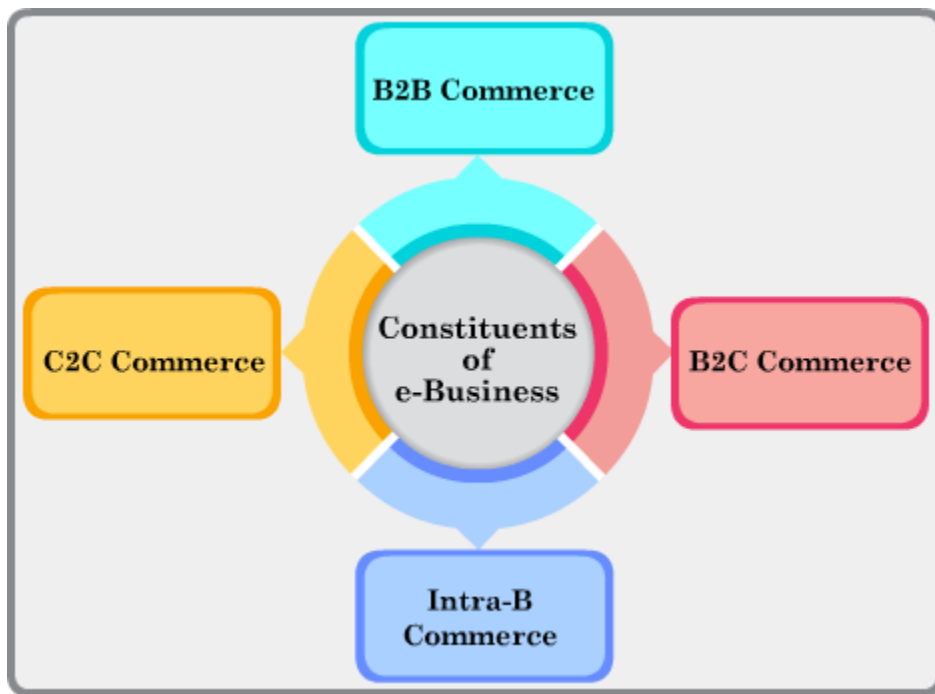 B2B Commerce
C2C Commerce
Constituents
of
e-Business
B2C Commerce
Intra-B
Commerce